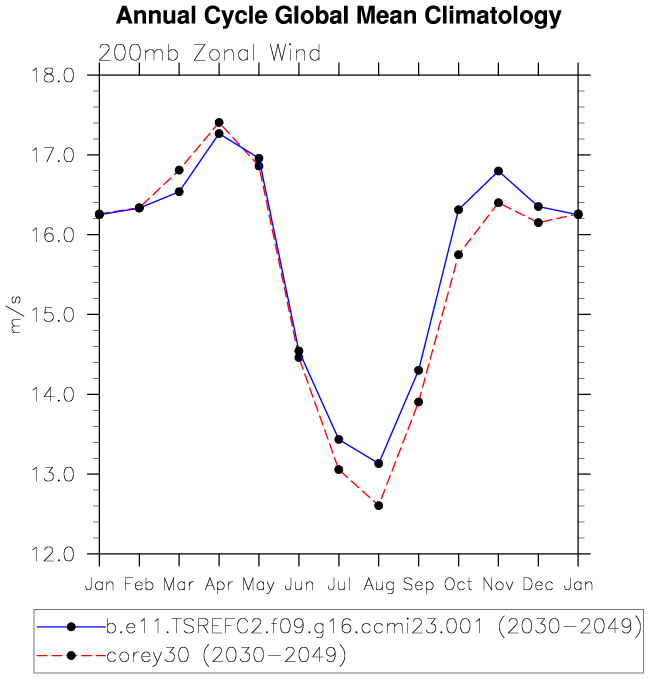 Annual Cycle Global Mean Climatology
200mb Zonal Wind
18.0
17.0
16.0
15.0
14.0
13.0
12.0
m/s
Jan Feb Mar Apr May Jun Jul Aug Sep Oct Nov Dec Jan
b.e11.TSREFC2.f09.g16.ccmi23.001 (2030-2049)
corey30 (2030-2049)